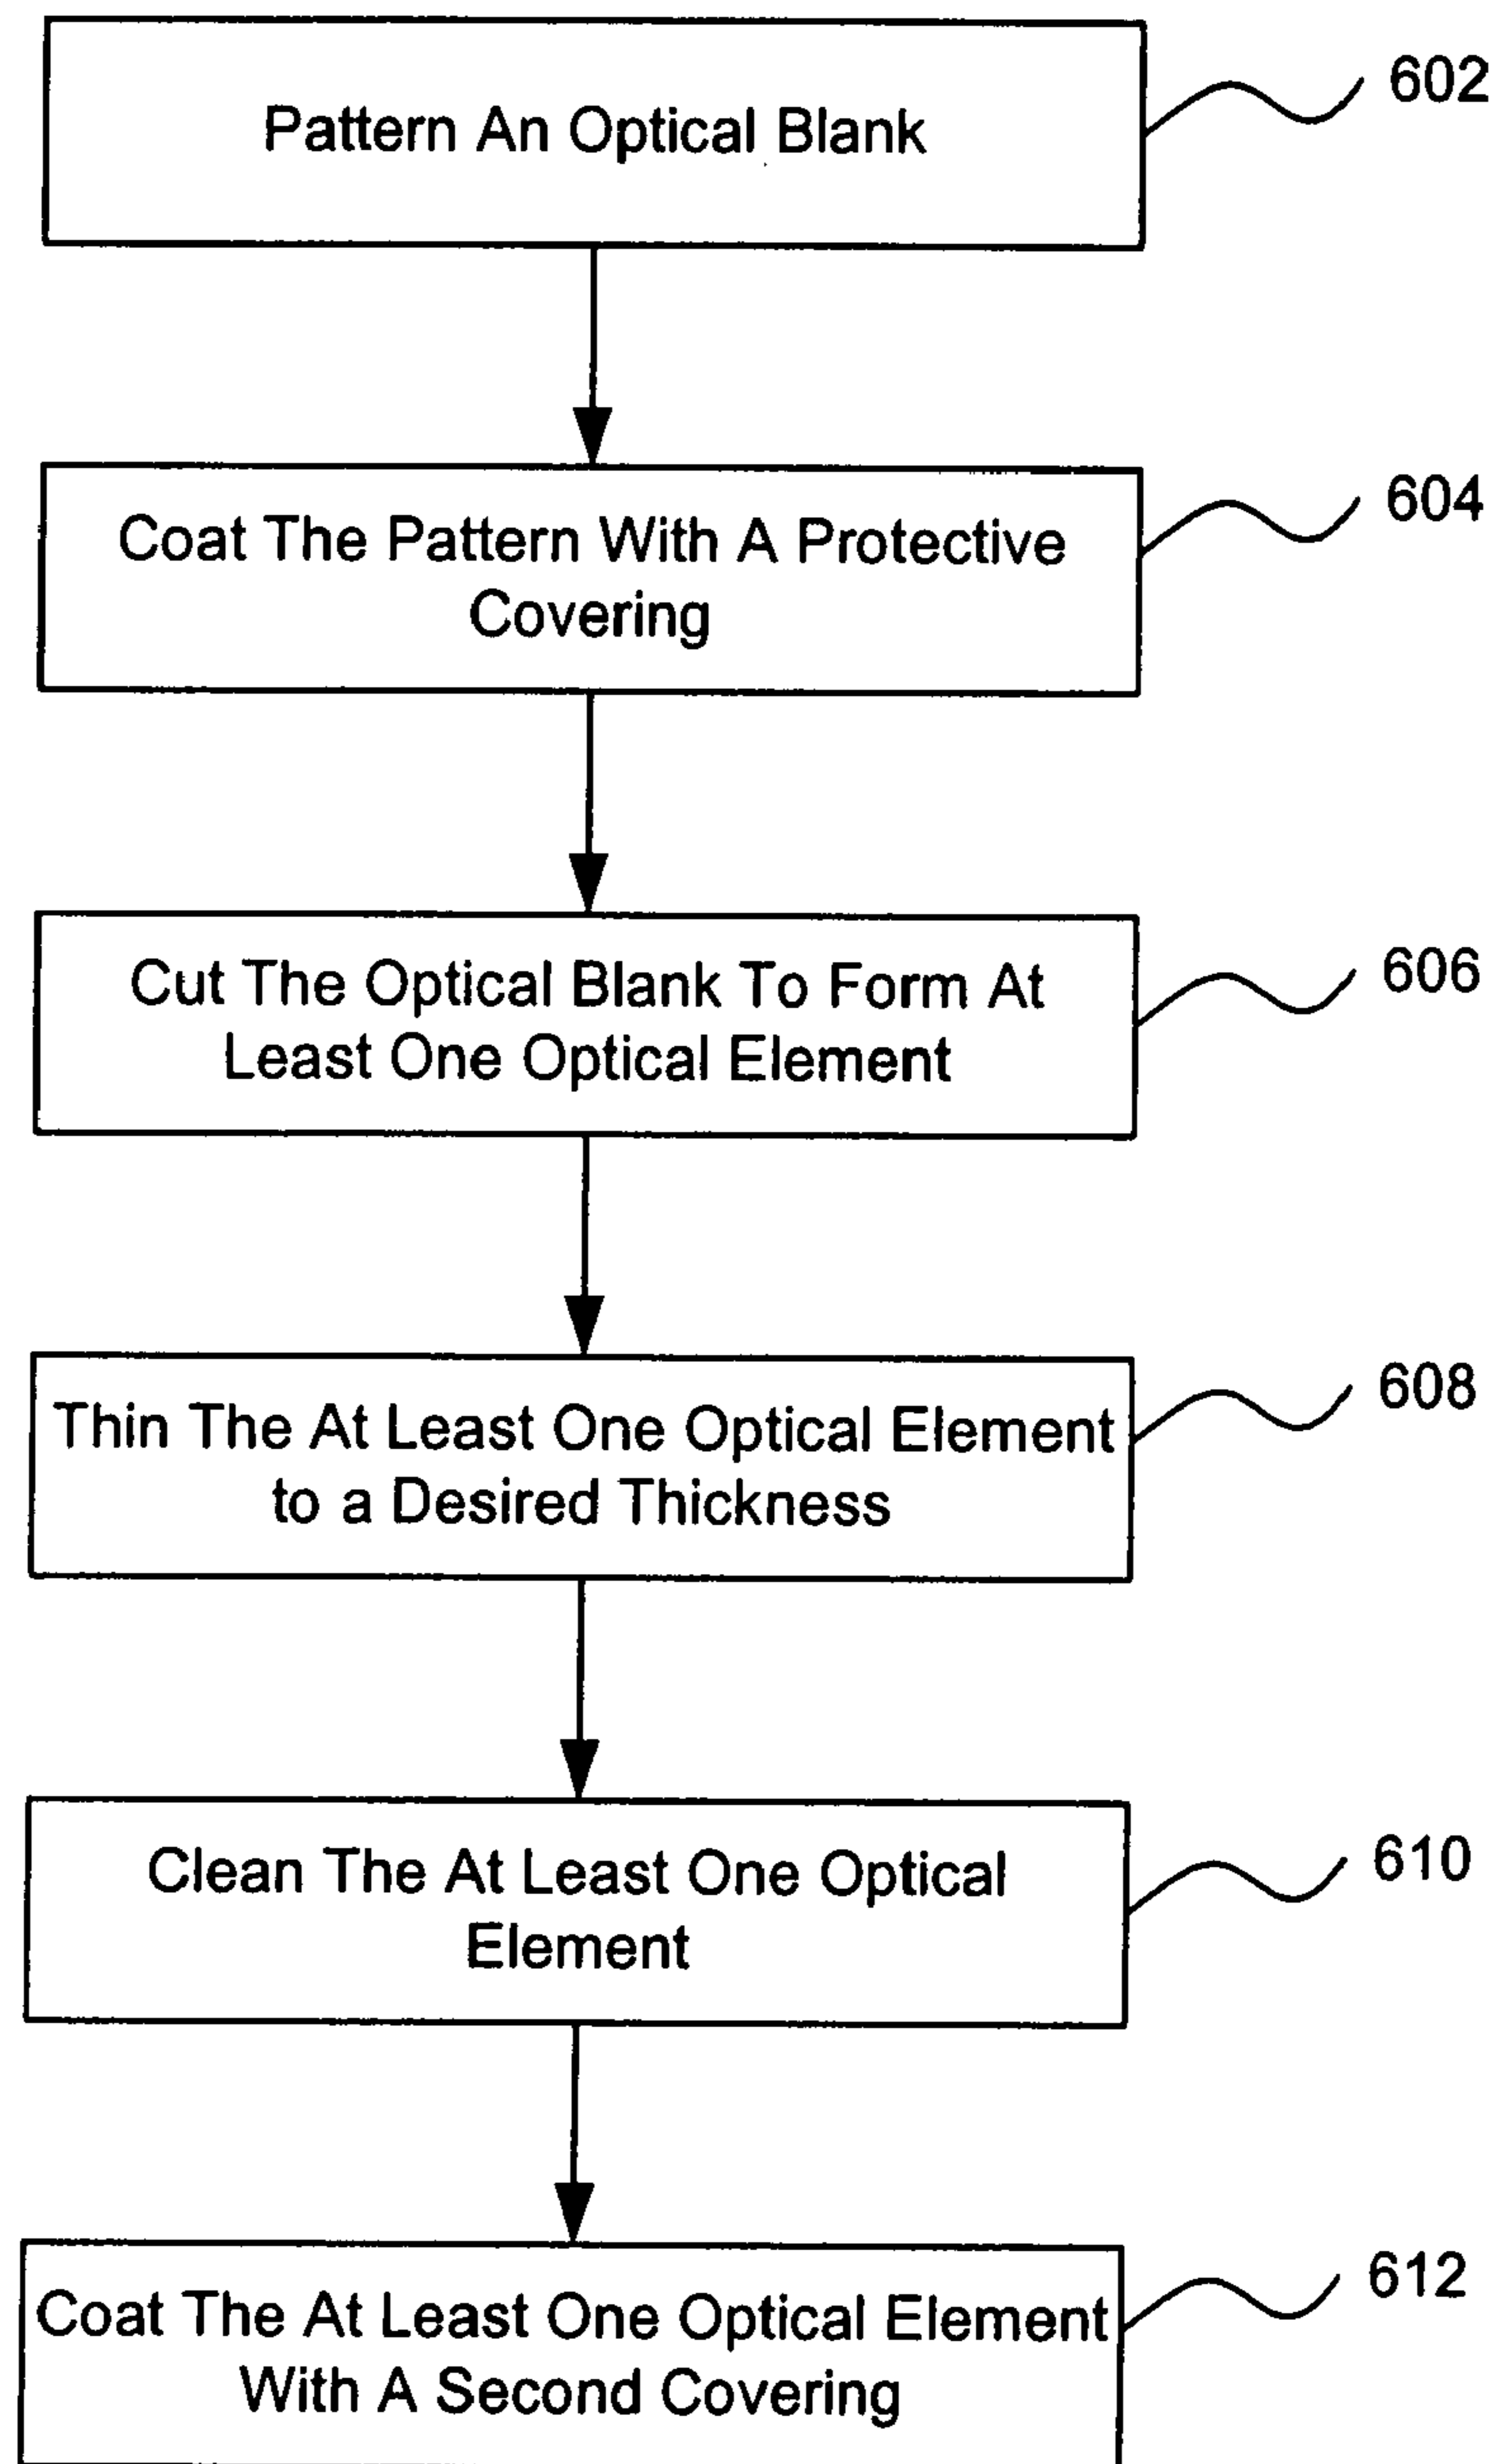 Pattern An Optical Blank
602
Coat The Pattern With A Protective
Covering
604
Cut The Optical Blank To Form At
Least One Optical Element
606
Thin The At Least One Optical Element
to a Desired Thickness
608
Clean The At Least One Optical
Element
610
Coat The At Least One Optical Element
With A Second Covering
612